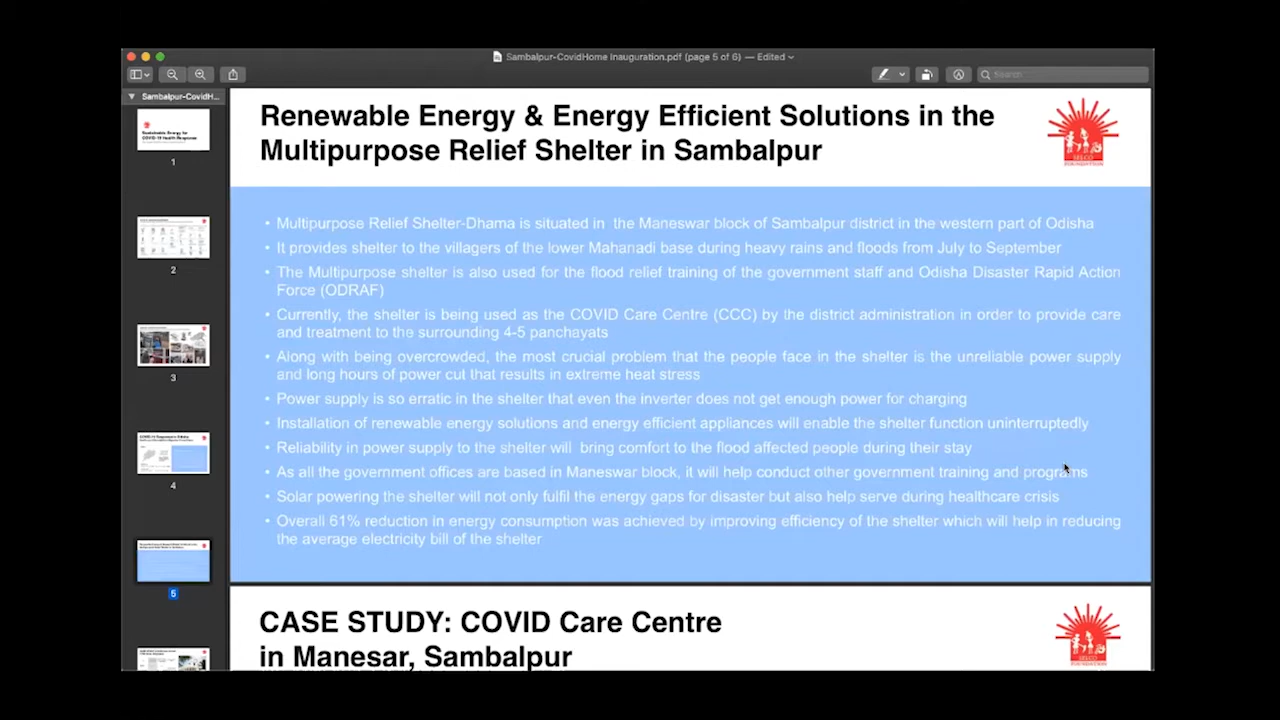 Sambalpur-CovidHome Inauguration.pdf (page 5 of 6) — Edited
Search
Sambalpur-CovidH...
Sustainable Energy for
COVID-19 Health Response
1
2
3
4
5
Renewable Energy & Energy Efficient Solutions in the
Multipurpose Relief Shelter in Sambalpur
SELCO
FOUNDATION
• Multipurpose Relief Shelter-Dhama is situated in the Maneswar block of Sambalpur district in the western part of Odisha
• It provides shelter to the villagers of the lower Mahanadi base during heavy rains and floods from July to September
• The Multipurpose shelter is also used for the flood relief training of the government staff and Odisha Disaster Rapid Action
Force (ODRAF)
• Currently, the shelter is being used as the COVID Care Centre (CCC) by the district administration in order to provide care
and treatment to the surrounding 4-5 panchayats
• Along with being overcrowded, the most crucial problem that the people face in the shelter is the unreliable power supply
and long hours of power cut that results in extreme heat stress
• Power supply is so erratic in the shelter that even the inverter does not get enough power for charging
• Installation of renewable energy solutions and energy efficient appliances will enable the shelter function uninterruptedly
• Reliability in power supply to the shelter will bring comfort to the flood affected people during their stay
• As all the government offices are based in Maneswar block, it will help conduct other government training and programs
• Solar powering the shelter will not only fulfil the energy gaps for disaster but also help serve during healthcare crisis
• Overall 61% reduction in energy consumption was achieved by improving efficiency of the shelter which will help in reducing
the average electricity bill of the shelter
CASE STUDY: COVID Care Centre
in Manesar, Sambalpur
SELCO